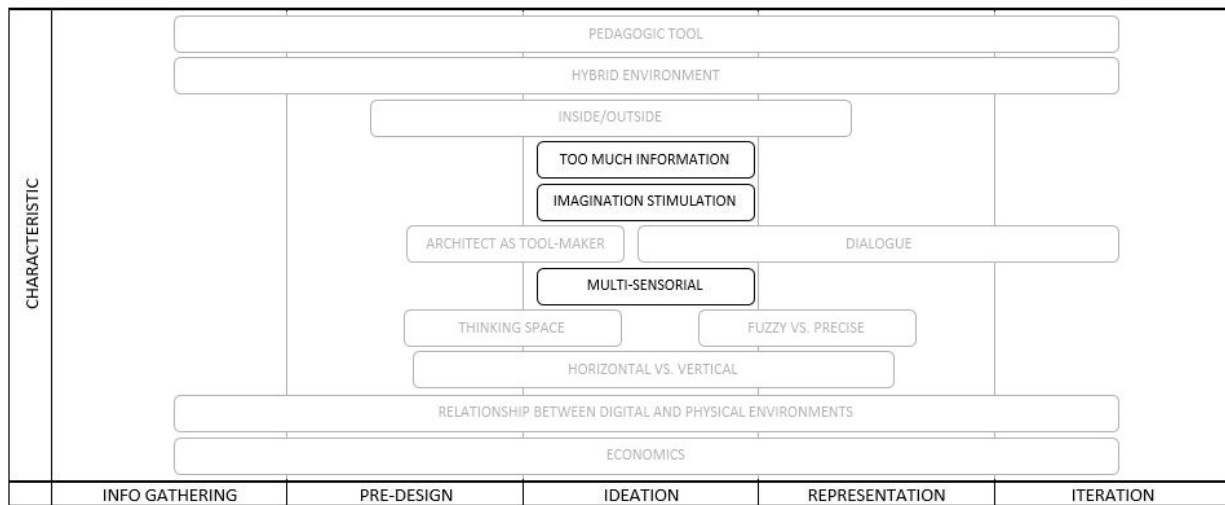 PEDAGOGIC TOOL
HYBRID ENVIRONMENT
INSIDE/OUTSIDE
TOO MUCH INFORMATION
IMAGINATION STIMULATION
ARCHITECT AS TOOL-MAKER
DIALOGUE
MULTI-SENSORIAL
THINKING SPACE
FUZZY VS. PRECISE
HORIZONTAL VS. VERTICAL
RELATIONSHIP BETWEEN DIGITAL AND PHYSICAL ENVIRONMENTS
ECONOMICS
CHARACTERISTIC
INFO GATHERING
PRE-DESIGN
IDEATION
REPRESENTATION
ITERATION